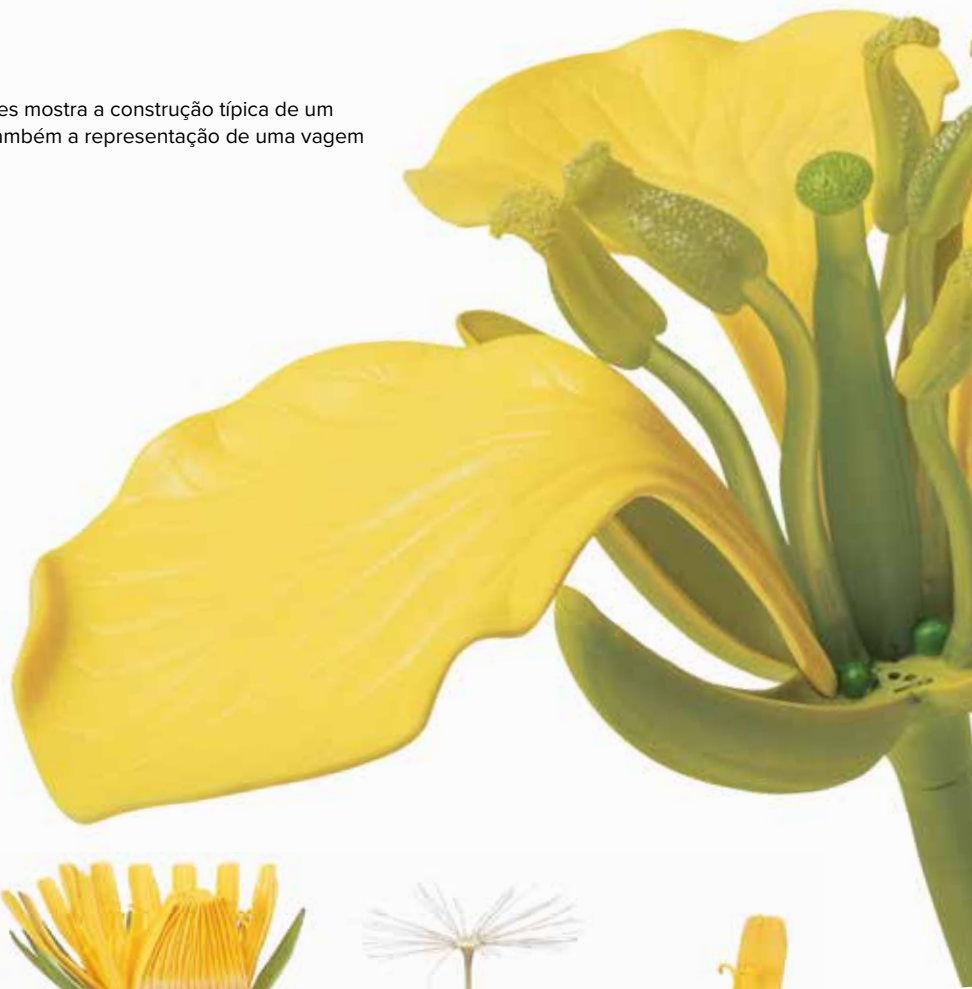 es mostra a construção típica de um
ambém a representação de uma vagem